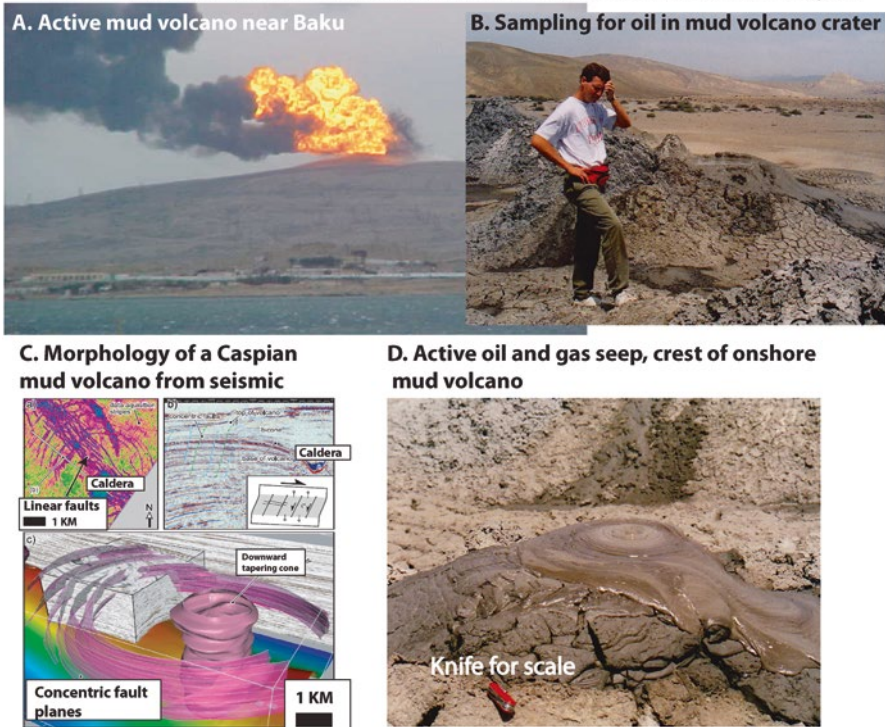 A. Active mud volcano near Baku
B. Sampling for oil in mud volcano crater
C. Morphology of a Caspian
mud volcano from seismic
D. Active oil and gas seep, crest of onshore
mud volcano
b)
concentric faults
Caldera
Caldera
Linear faults
1 KM
N
c)
Downward
tapering cone
Concentric fault
planes
1 KM
Knife for scale